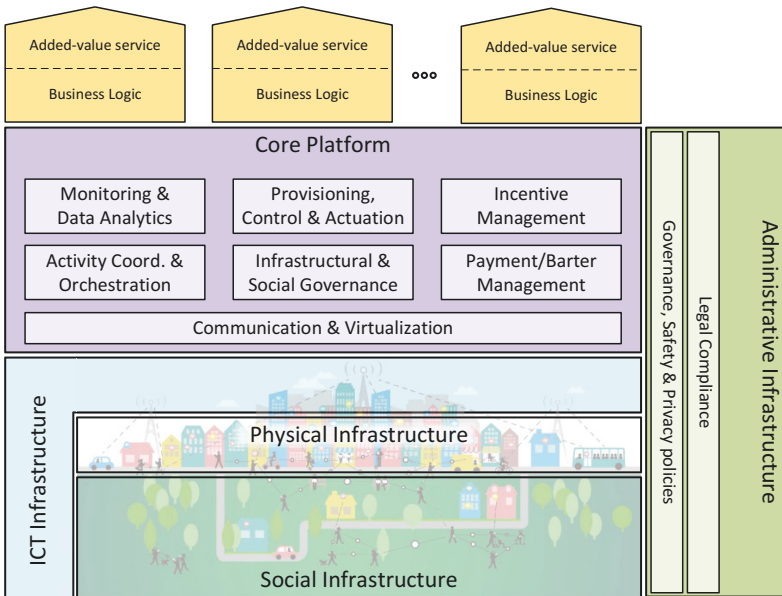 Added-value service
Business Logic
Added-value service
Business Logic
Added-value service
Business Logic
Core Platform
Monitoring &
Data Analytics
Provisioning,
Control & Actuation
Incentive
Management
Activity Coord. &
Orchestration
Infrastructural &
Social Governance
Payment/Barter
Management
Communication & Virtualization
ICT Infrastructure
Physical Infrastructure
Social Infrastructure
Governance, Safety & Privacy policies
Legal Compliance
Administrative Infrastructure